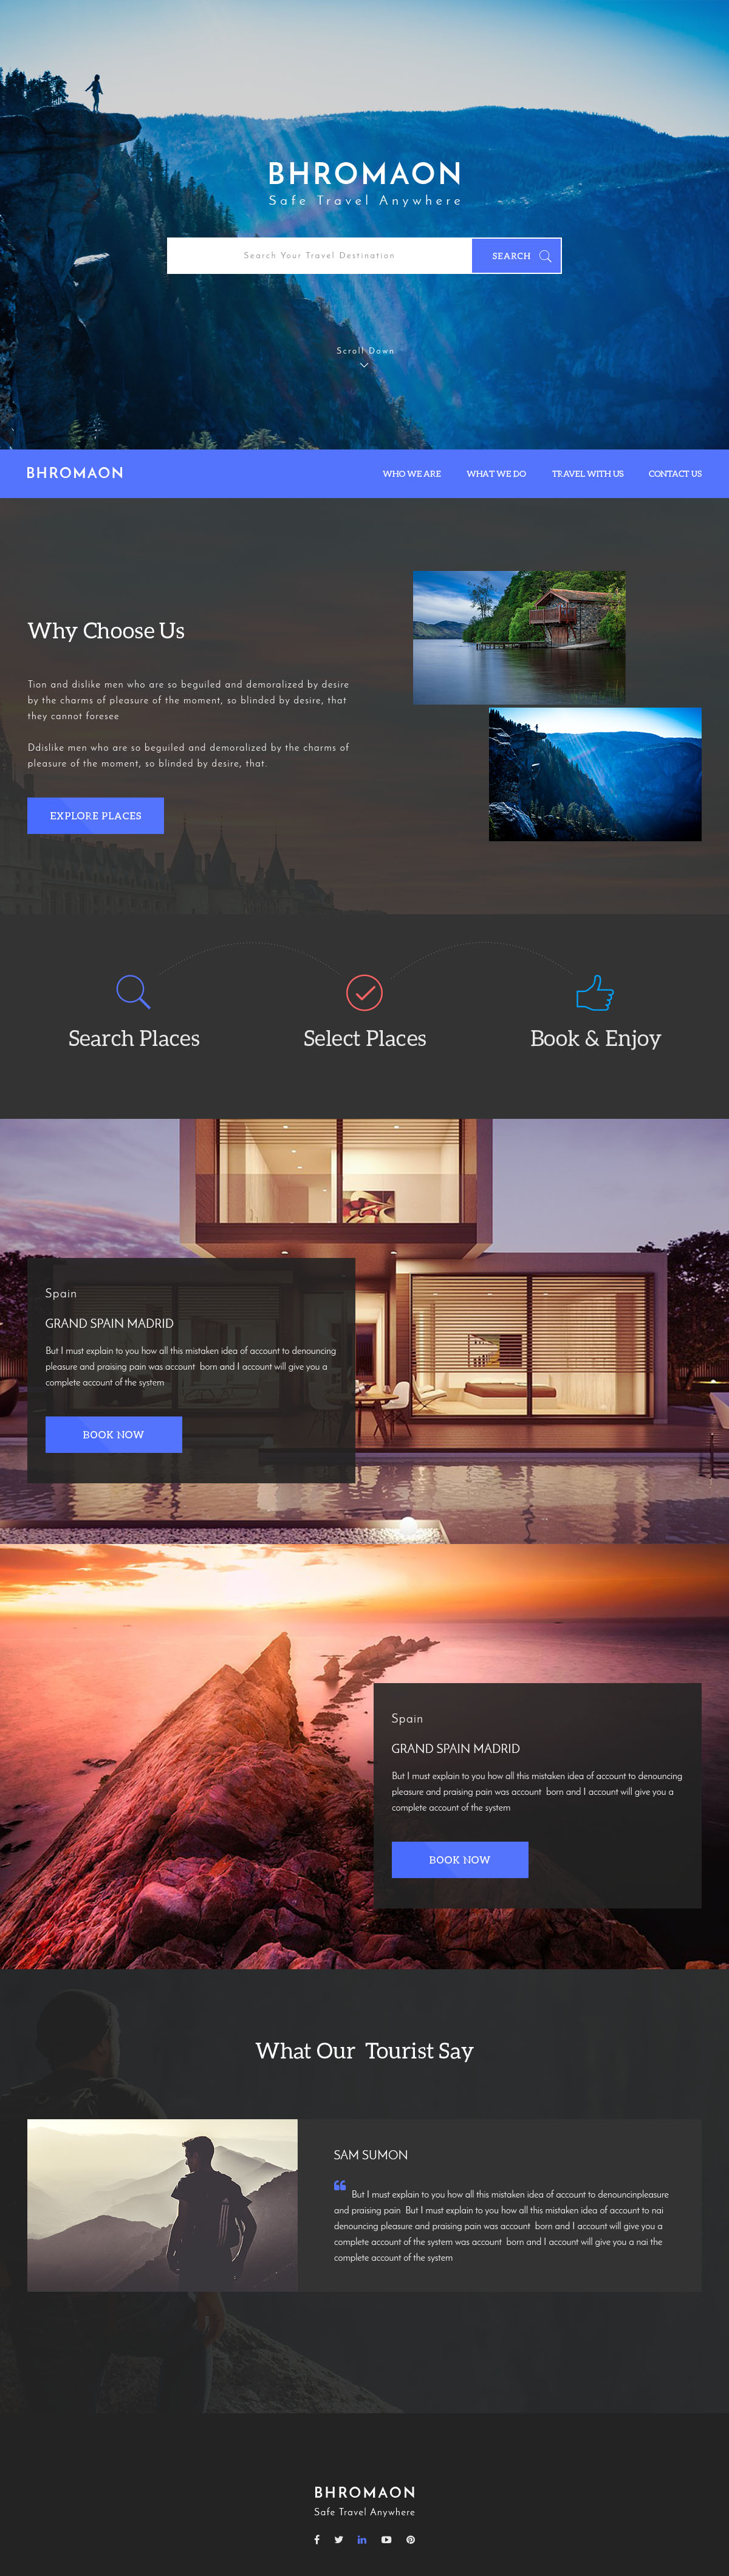 BHROMAON
Safe Travel Anywhere
Search Your Travel Destination
SEARCH
Scroll Down
BHROMAON
WHO WE ARE
WHAT WE DO
TRAVEL WITH US
CONTACT US
Why Choose Us
Tion and dislike men who are so beguiled and demoralized by desire
by the charms of pleasure of the moment, so blinded by desire, that
they cannot foresee
Ddislike men who are so beguiled and demoralized by the charms of
pleasure of the moment, so blinded by desire, that.
EXPLORE PLACES
Search Places
Select Places
Book & Enjoy
Spain
GRAND SPAIN MADRID
But I must explain to you how all this mistaken idea of account to denouncing
pleasure and praising pain was account born and I account will give you a
complete account of the system
BOOK NOW
Spain
GRAND SPAIN MADRID
But I must explain to you how all this mistaken idea of account to denouncing
pleasure and praising pain was account born and I account will give you a
complete account of the system
BOOK NOW
What Our Tourist Say
SAM SUMON
But I must explain to you how all this mistaken idea of account to denouncinpleasure
and praising pain But I must explain to you how all this mistaken idea of account to nai
denouncing pleasure and praising pain was account born and I account will give you a
complete account of the system was account born and I account will give you a nai the
complete account of the system
BHROMAON
Safe Travel Anywhere